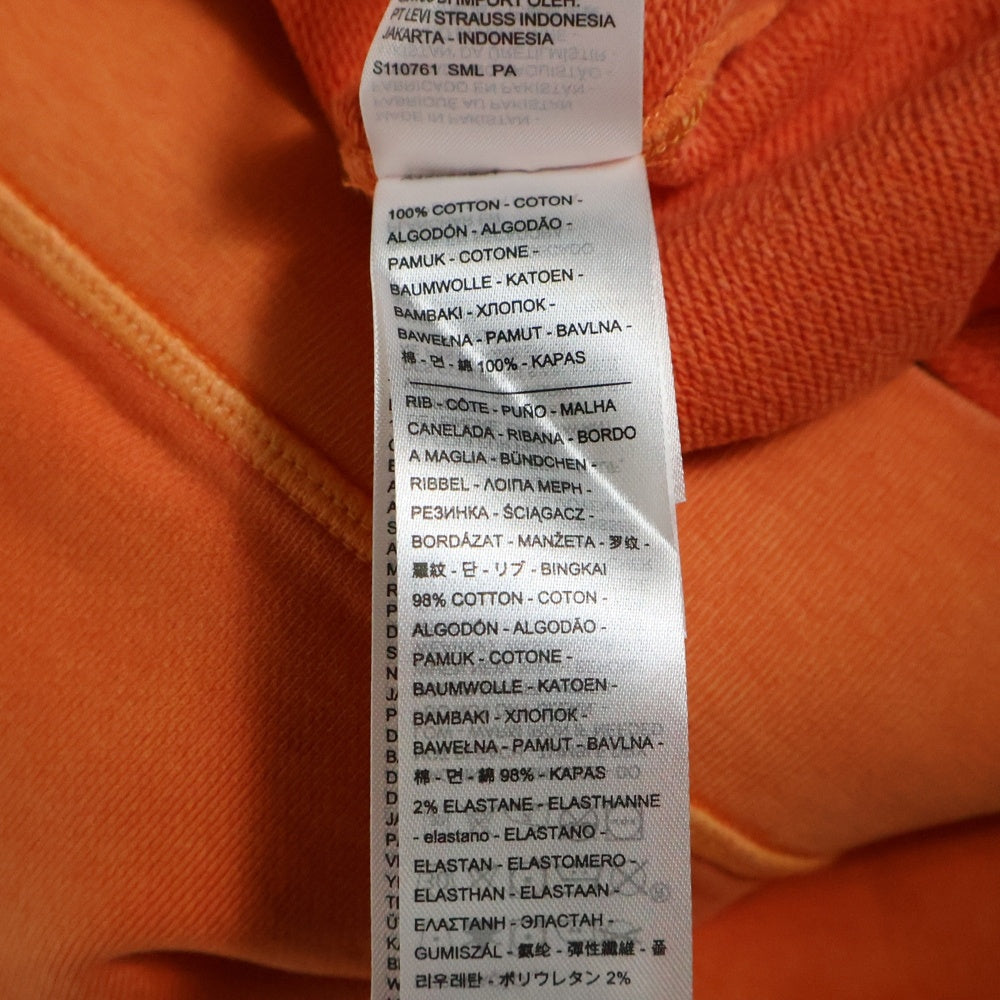 PT LEVI STRAUSS INDONESIA
JAKARTA - INDONESIA
S110761 SML PA
100% COTTON - COTON -
ALGODÓN - ALGODÃO -
PAMUK - COTONE -
BAUMWOLLE - KATOEN -
BAMBAKI - ХЛОПОК -
BAWEŁNA - PAMUT - BAVLNA -
棉 - 면 - 綿 100% - KAPAS
RIB - CÔTE - PUÑO - MALHA
CANELADA - RIBANA - BORDO
A MAGLIA - BÜNDCHEN -
RIBBEL - ΛΟΙΠΑ ΜΕΡΗ -
РЕЗИНКА - ŚCIĄGACZ -
BORDÁZAT - MANŽETA - 罗纹 -
羅紋 - 단 - リブ - BINGKAI
98% COTTON - COTON -
ALGODÓN - ALGODÃO -
PAMUK - COTONE -
BAUMWOLLE - KATOEN -
BAMBAKI - ХЛОПОК -
BAWEŁNA - PAMUT - BAVLNA -
棉 - 면 - 綿 98% - KAPAS
2% ELASTANE - ELASTHANNE
- elastano - ELASTANO -
ELASTAN - ELASTOMERO -
ELASTHAN - ELASTAAN -
ΕΛΑΣΤΑΝΗ - ЭЛАСТАН -
GUMISZÁL - 氨纶 - 彈性纖維 - 폴
리우레탄 - ポリウレタン 2%